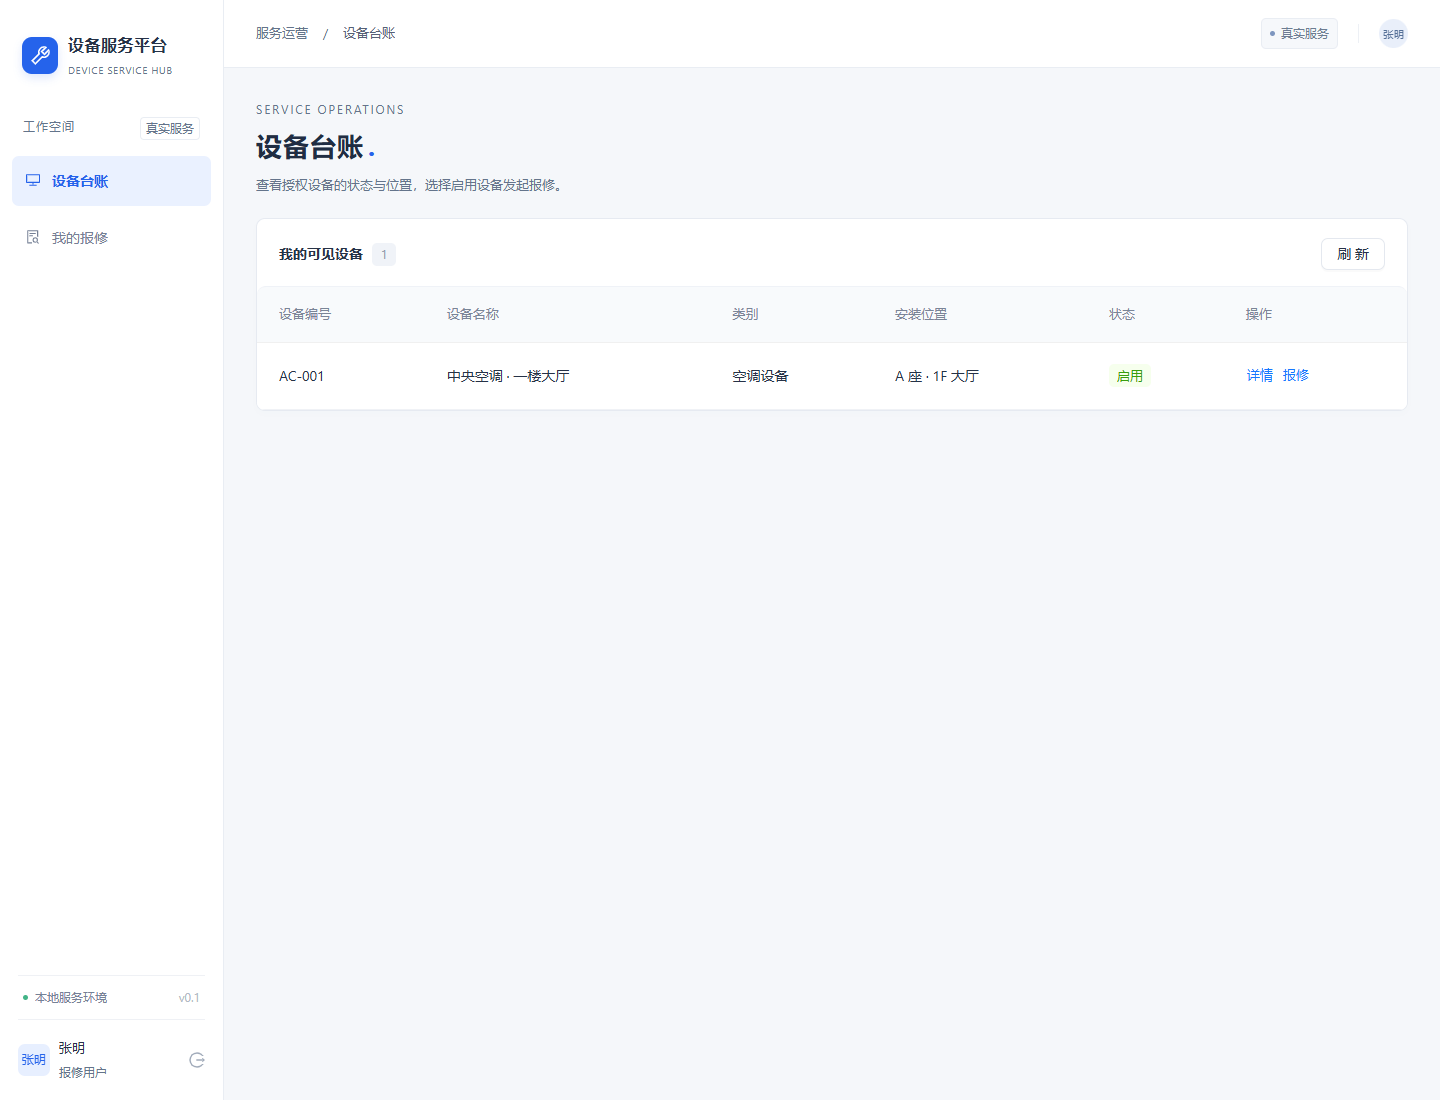 设备服务平台
DEVICE SERVICE HUB
工作空间 真实服务
设备台账
我的报修
本地服务环境 v0.1
张明 张明
报修用户
服务运营 / 设备台账
真实服务 张明
SERVICE OPERATIONS
设备台账.
查看授权设备的状态与位置，选择启用设备发起报修。
我的可见设备 1 刷 新
设备编号 设备名称 类别 安装位置 状态 操作
AC-001 中央空调 · 一楼大厅 空调设备 A 座 · 1F 大厅 启用 详情 报修